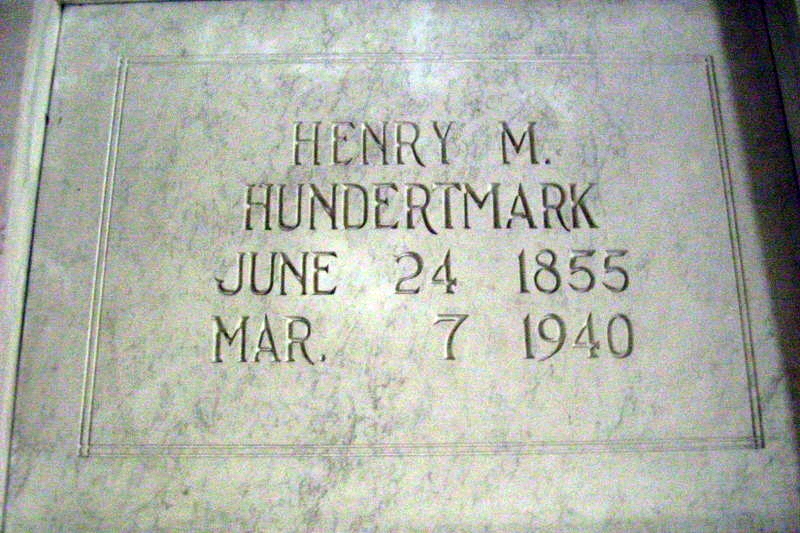 HENRY M.
HUNDERTMARK
JUNE 24 1855
MAR. 7 1940